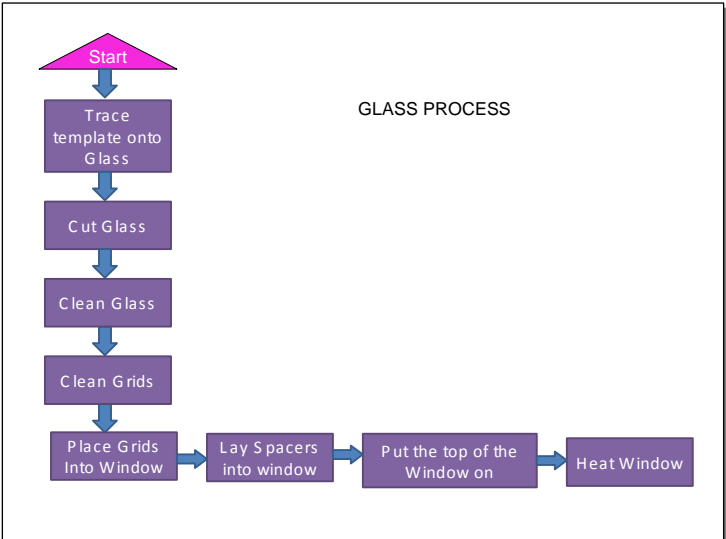 Start
GLASS PROCESS
Trace
template onto
Glass
Cut Glass
Clean Glass
Clean Grids
Place Grids
Into Window
Lay Spacers
into window
Put the top of the
Window on
Heat Window